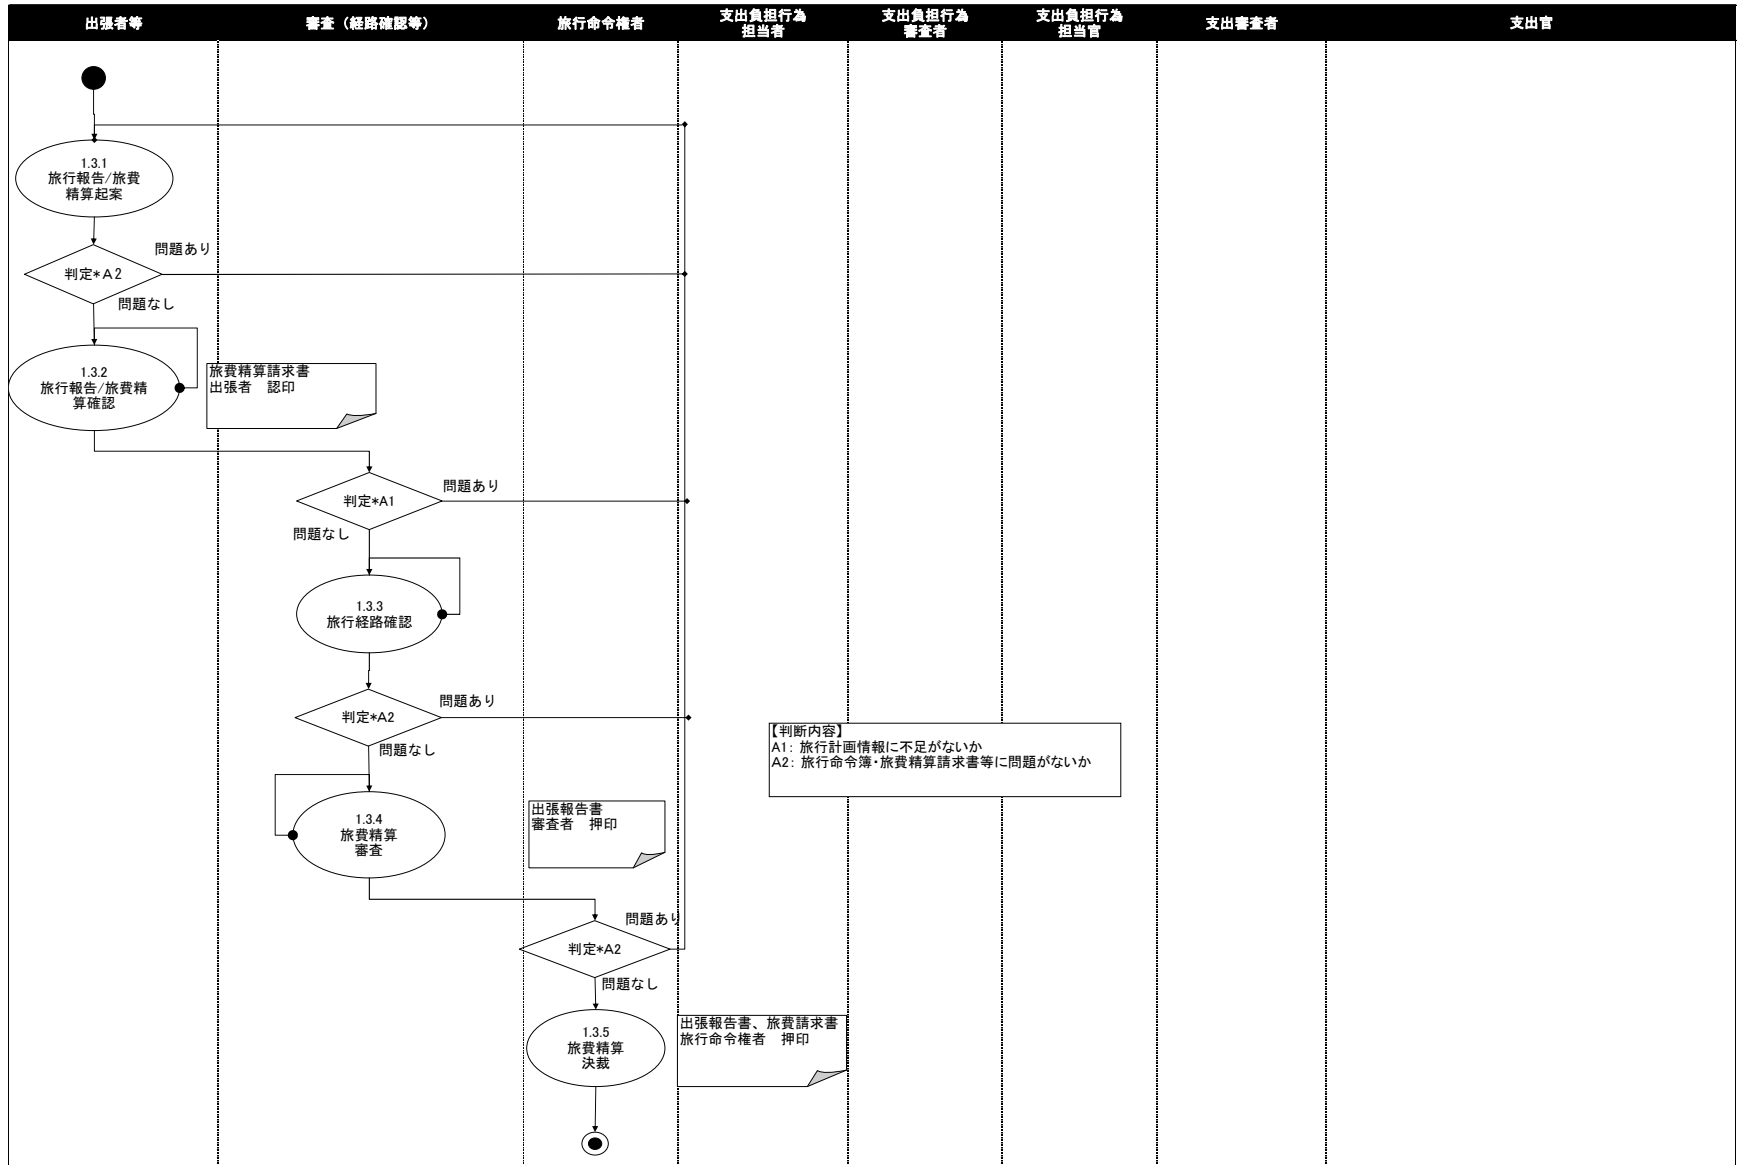 出張者等
審査（経路確認等）
旅行命令権者
支出負担行為
担当者
支出負担行為
審査者
支出負担行為
担当官
支出審査者
支出官
1.3.1
旅行報告/旅費
精算起案
問題あり
判定*Ａ2
問題なし
1.3.2
旅行報告/旅費精
算確認
旅費精算請求書
出張者　認印
問題あり
判定*A1
問題なし
1.3.3
旅行経路確認
問題あり
判定*A2
問題なし
【判断内容】
A1： 旅行計画情報に不足がないか
A2： 旅行命令簿・旅費精算請求書等に問題がないか
1.3.4
旅費精算
審査
出張報告書
審査者　押印
問題あり
判定*A2
問題なし
1.3.5
旅費精算
決裁
出張報告書、旅費請求書
旅行命令権者　押印